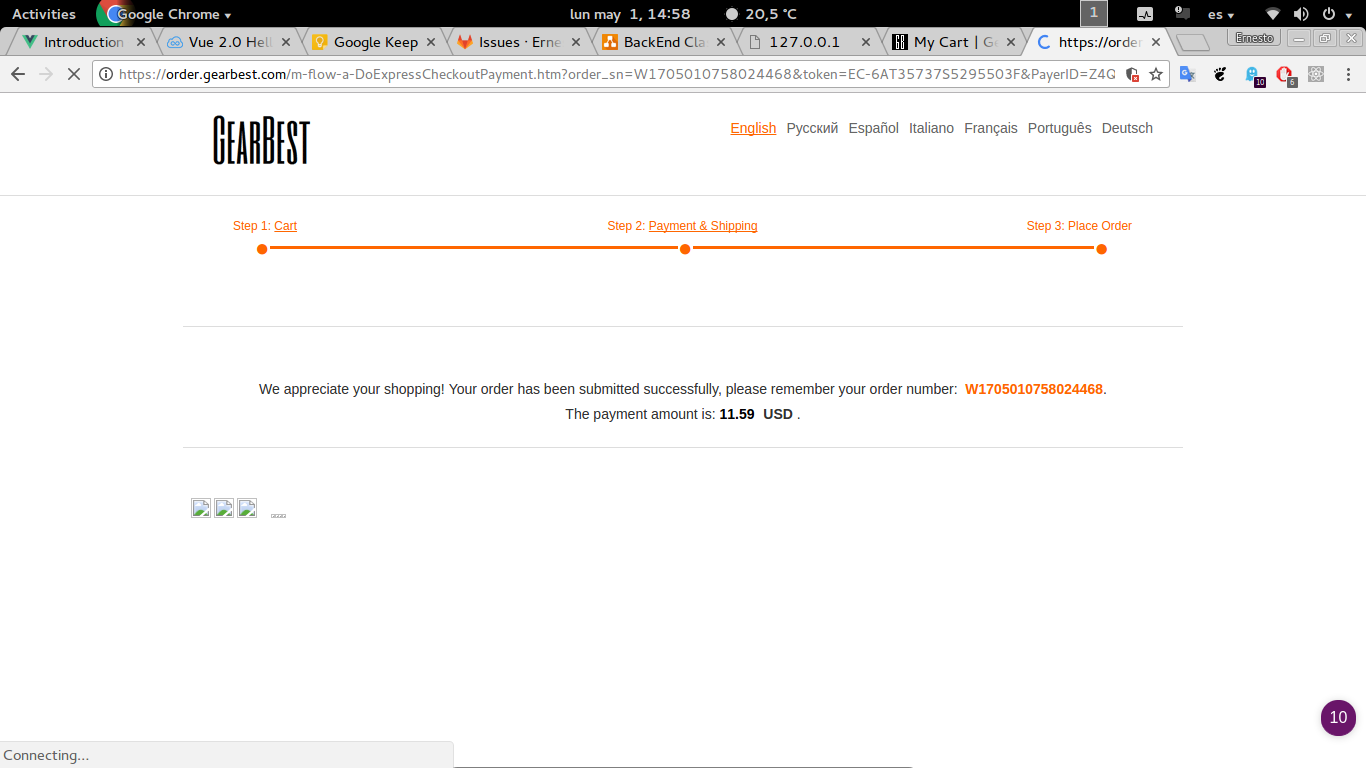 Activities Google Chrome lun may 1, 14:58 20,5 °C 1 es
Introduction Vue 2.0 Hell Google Keep Issues · Erne BackEnd Cla 127.0.0.1 My Cart | Ge https://order Ernesto
https://order.gearbest.com/m-flow-a-DoExpressCheckoutPayment.htm?order_sn=W1705010758024468&token=EC-6AT35737S5295503F&PayerID=Z4Q 10 6
GEARBEST English Русский Español Italiano Français Português Deutsch
Step 1: Cart Step 2: Payment & Shipping Step 3: Place Order
We appreciate your shopping! Your order has been submitted successfully, please remember your order number: W1705010758024468.
The payment amount is: 11.59 USD .
10
Connecting...